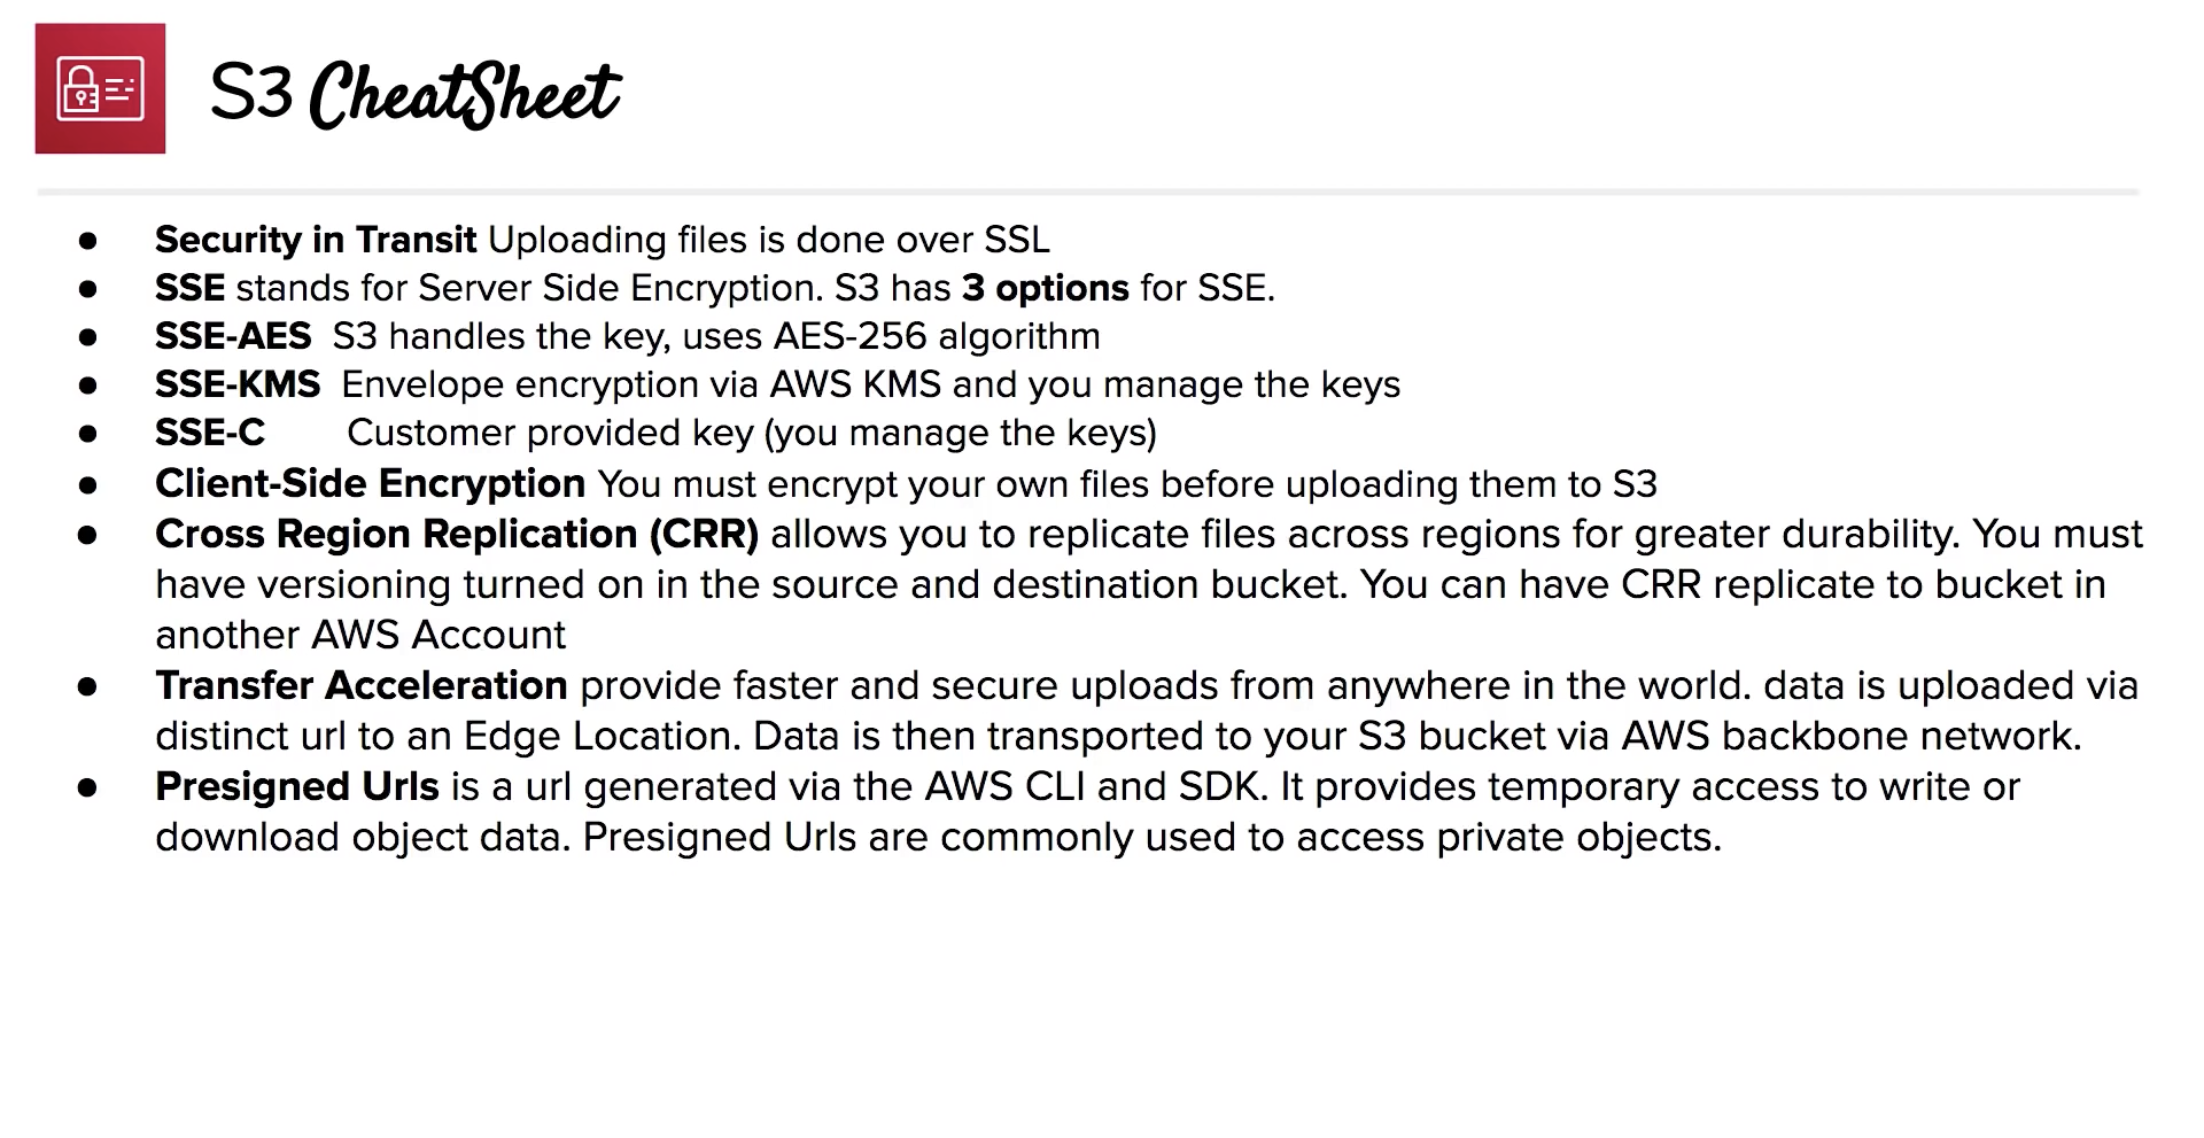 S3 CheatSheet
● Security in Transit Uploading files is done over SSL
● SSE stands for Server Side Encryption. S3 has 3 options for SSE.
● SSE-AES S3 handles the key, uses AES-256 algorithm
● SSE-KMS Envelope encryption via AWS KMS and you manage the keys
● SSE-C Customer provided key (you manage the keys)
● Client-Side Encryption You must encrypt your own files before uploading them to S3
● Cross Region Replication (CRR) allows you to replicate files across regions for greater durability. You must
have versioning turned on in the source and destination bucket. You can have CRR replicate to bucket in
another AWS Account
● Transfer Acceleration provide faster and secure uploads from anywhere in the world. data is uploaded via
distinct url to an Edge Location. Data is then transported to your S3 bucket via AWS backbone network.
● Presigned Urls is a url generated via the AWS CLI and SDK. It provides temporary access to write or
download object data. Presigned Urls are commonly used to access private objects.